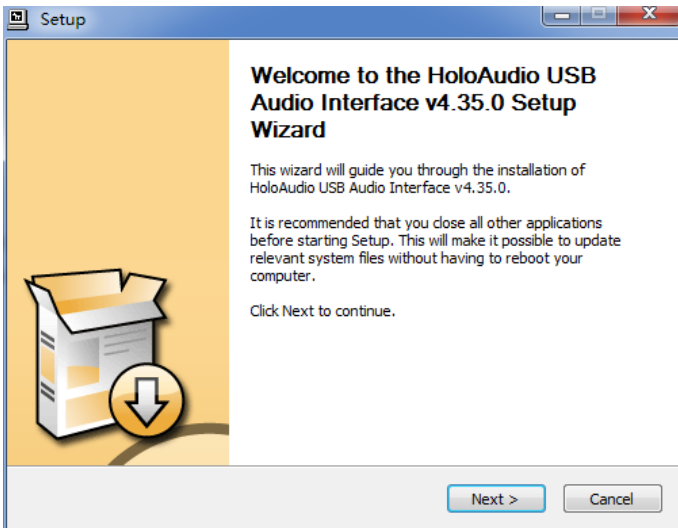 Setup
Welcome to the HoloAudio USB
Audio Interface v4.35.0 Setup
Wizard
This wizard will guide you through the installation of
HoloAudio USB Audio Interface v4.35.0.
It is recommended that you close all other applications
before starting Setup. This will make it possible to update
relevant system files without having to reboot your
computer.
Click Next to continue.
Next >
Cancel